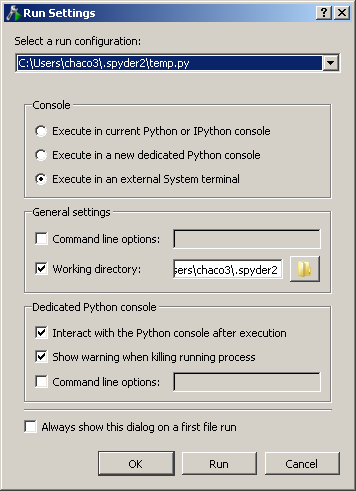 Run Settings
Select a run configuration:
C:\Users\chaco3\.spyder2\temp.py
Console
Execute in current Python or IPython console
Execute in a new dedicated Python console
Execute in an external System terminal
General settings
Command line options:
Working directory: sers\chaco3\.spyder2
Dedicated Python console
Interact with the Python console after execution
Show warning when killing running process
Command line options:
Always show this dialog on a first file run
OK Run Cancel